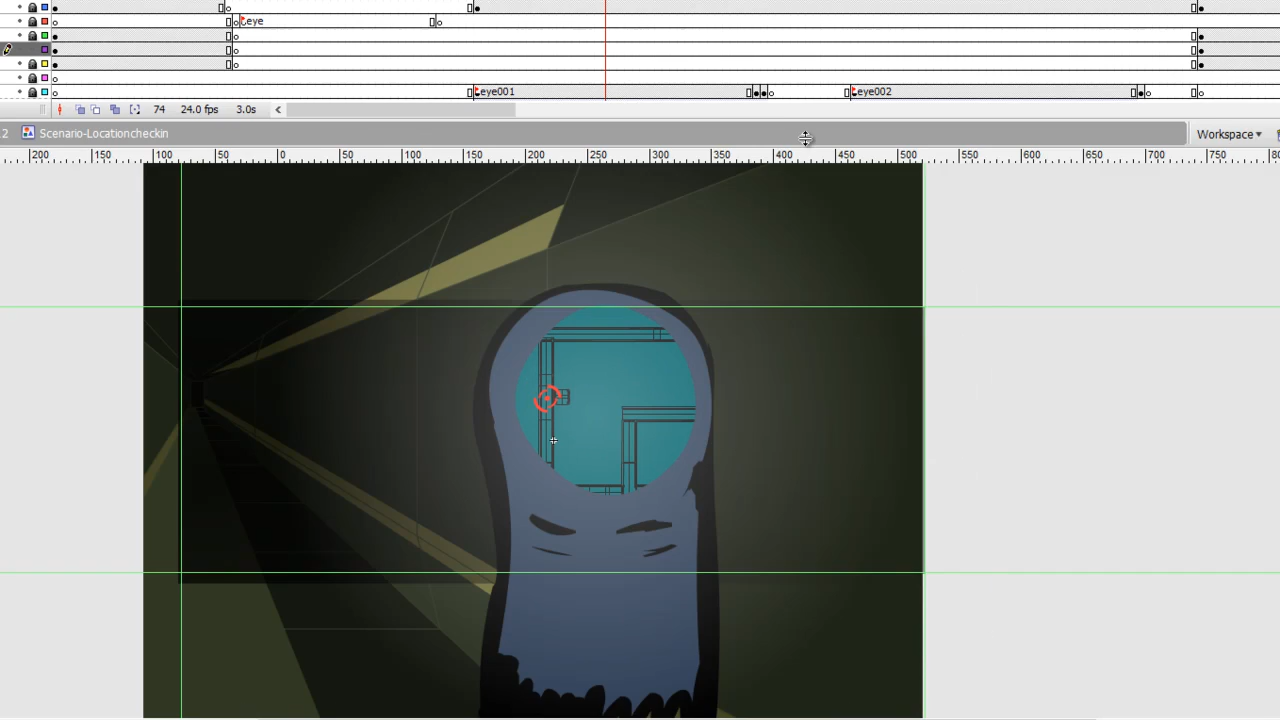 eye
eye001 eye002
74 24.0 fps 3.0s <
2 Scenario-Locationcheckin Workspace
200 150 100 50 0 50 100 150 200 250 300 350 400 450 500 550 600 650 700 750